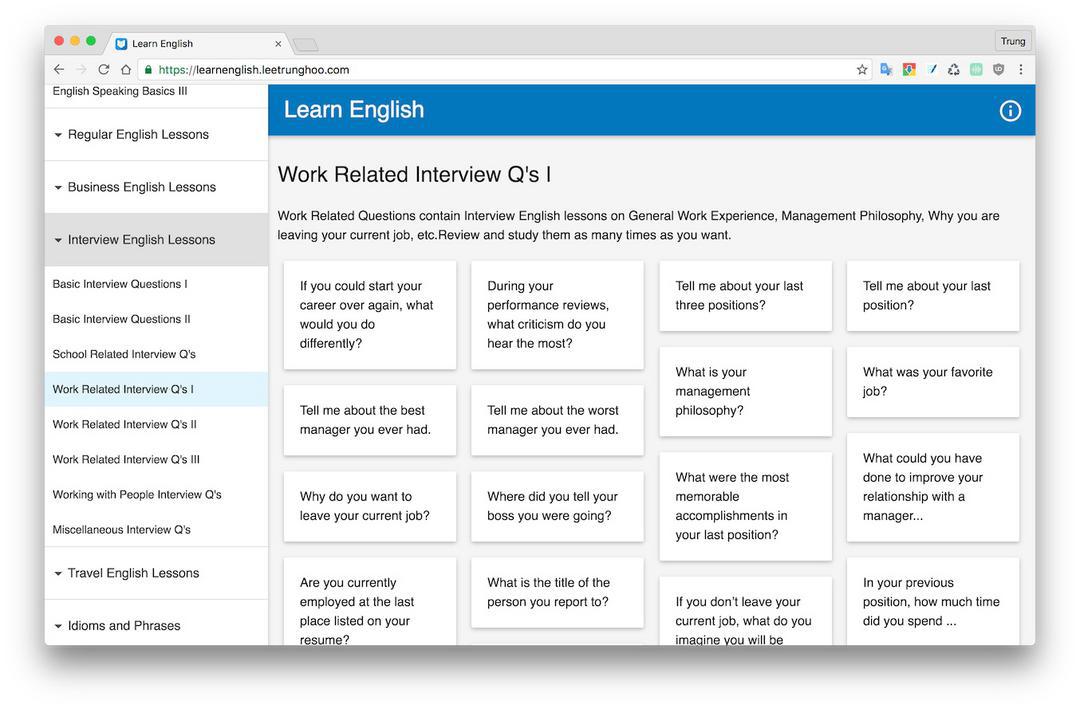 Learn English
Trung
https://learnenglish.leetrunghoo.com
English Speaking Basics III
Regular English Lessons
Business English Lessons
Interview English Lessons
Basic Interview Questions I
Basic Interview Questions II
School Related Interview Q's
Work Related Interview Q's I
Work Related Interview Q's II
Work Related Interview Q's III
Working with People Interview Q's
Miscellaneous Interview Q's
Travel English Lessons
Idioms and Phrases
Learn English
Work Related Interview Q's I
Work Related Questions contain Interview English lessons on General Work Experience, Management Philosophy, Why you are
leaving your current job, etc.Review and study them as many times as you want.
If you could start your
career over again, what
would you do
differently?
Tell me about the best
manager you ever had.
Why do you want to
leave your current job?
Are you currently
employed at the last
place listed on your
resume?
During your
performance reviews,
what criticism do you
hear the most?
Tell me about the worst
manager you ever had.
Where did you tell your
boss you were going?
What is the title of the
person you report to?
Tell me about your last
three positions?
What is your
management
philosophy?
What were the most
memorable
accomplishments in
your last position?
If you don’t leave your
current job, what do you
imagine you will be
Tell me about your last
position?
What was your favorite
job?
What could you have
done to improve your
relationship with a
manager...
In your previous
position, how much time
did you spend ...